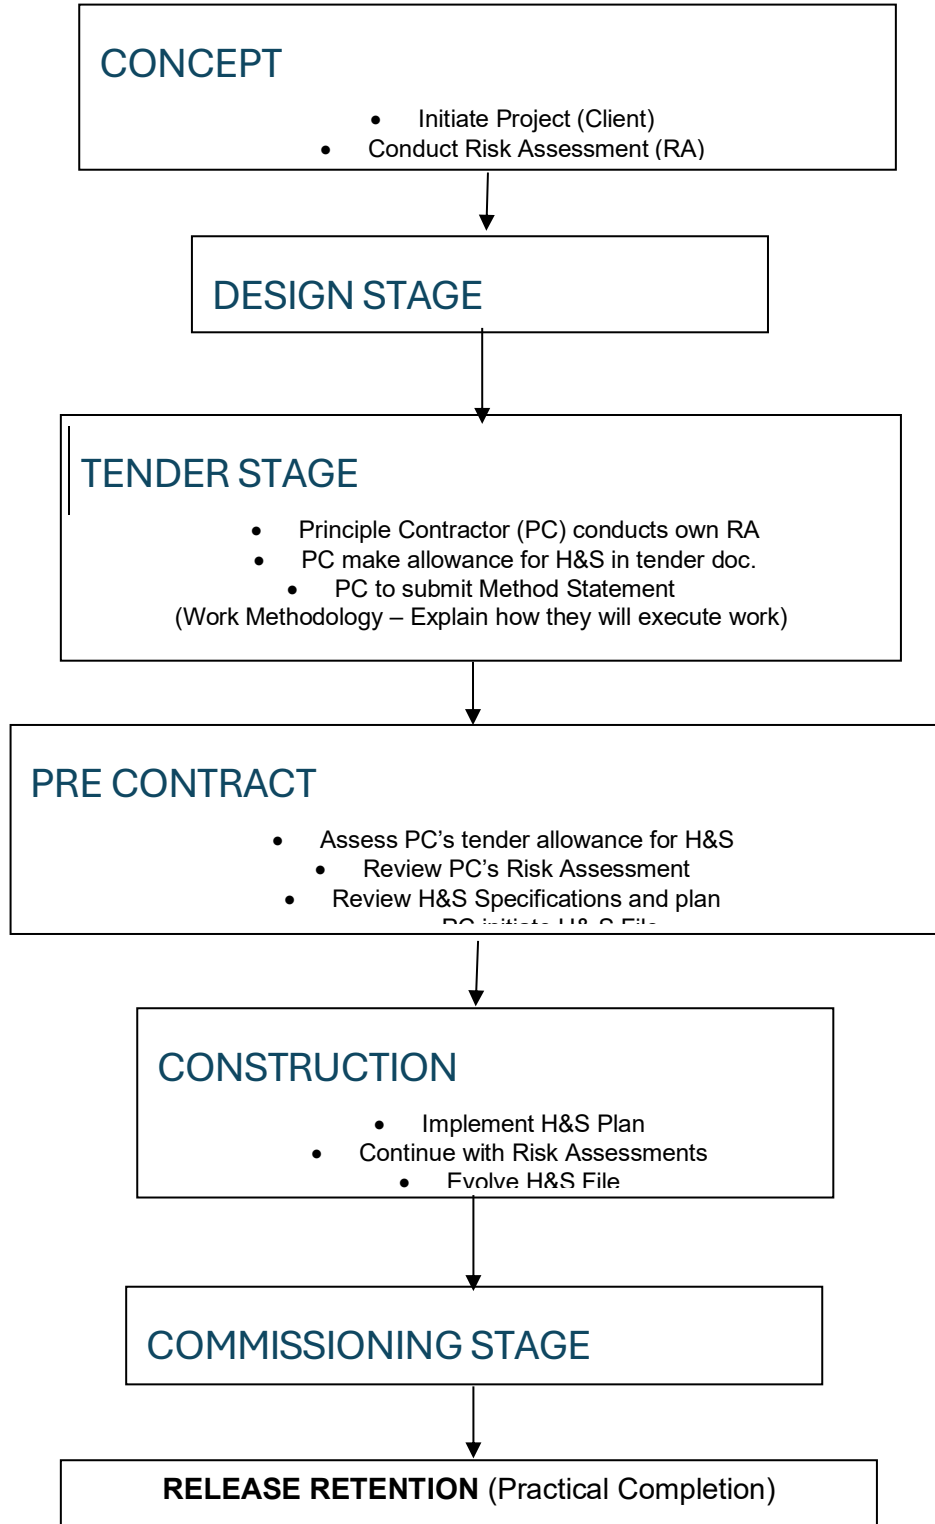 CONCEPT
• Initiate Project (Client)
• Conduct Risk Assessment (RA)
DESIGN STAGE
TENDER STAGE
• Principle Contractor (PC) conducts own RA
• PC make allowance for H&S in tender doc.
• PC to submit Method Statement
(Work Methodology – Explain how they will execute work)
PRE CONTRACT
• Assess PC’s tender allowance for H&S
• Review PC’s Risk Assessment
• Review H&S Specifications and plan
PC initiate H& S File
CONSTRUCTION
• Implement H&S Plan
• Continue with Risk Assessments
• Evolve H&S File
COMMISSIONING STAGE
RELEASE RETENTION (Practical Completion)